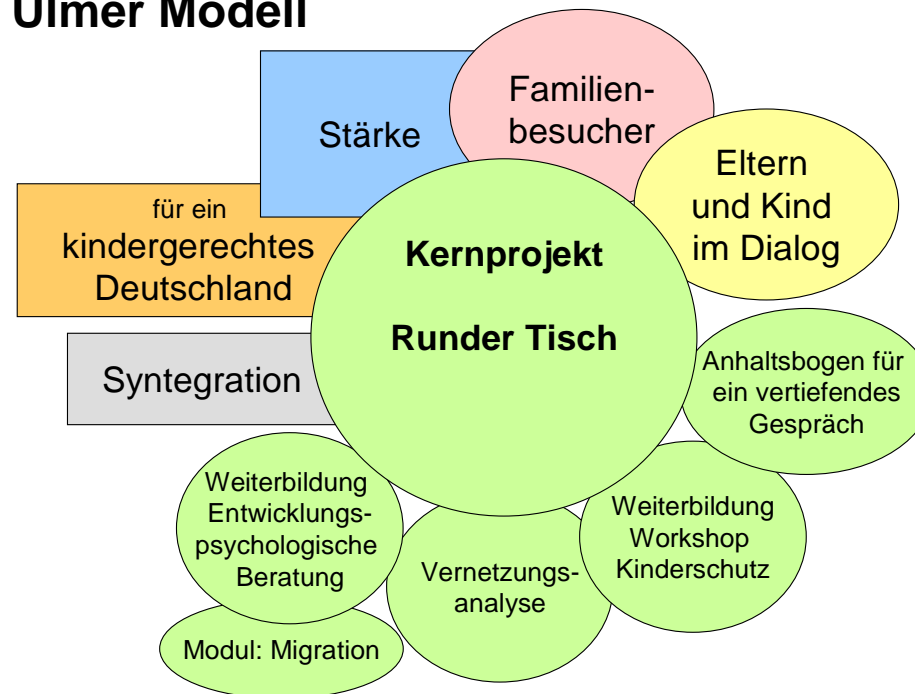 Ulmer Modell
Familien-
besucher
Stärke
Eltern
und Kind
im Dialog
für ein
kindergerechtes
Deutschland
Kernprojekt
Runder Tisch
Syntegration
Anhaltsbogen für
ein vertiefendes
Gespräch
Weiterbildung
Entwicklungs-
psychologische
Beratung
Vernetzungs-
analyse
Weiterbildung
Workshop
Kinderschutz
Modul: Migration